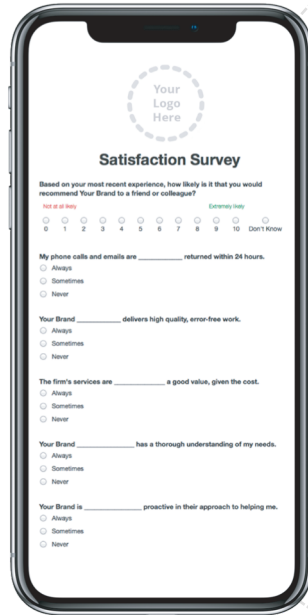 Your
Logo
Here
Satisfaction Survey
Based on your most recent experience, how likely is it that you would
recommend Your Brand to a friend or colleague?
Not at all likely Extremely likely
0 1 2 3 4 5 6 7 8 9 10 Don't Know
My phone calls and emails are ____________ returned within 24 hours.
Always
Sometimes
Never
Your Brand ____________ delivers high quality, error-free work.
Always
Sometimes
Never
The firm's services are ____________ a good value, given the cost.
Always
Sometimes
Never
Your Brand ____________ has a thorough understanding of my needs.
Always
Sometimes
Never
Your Brand is ____________ proactive in their approach to helping me.
Always
Sometimes
Never